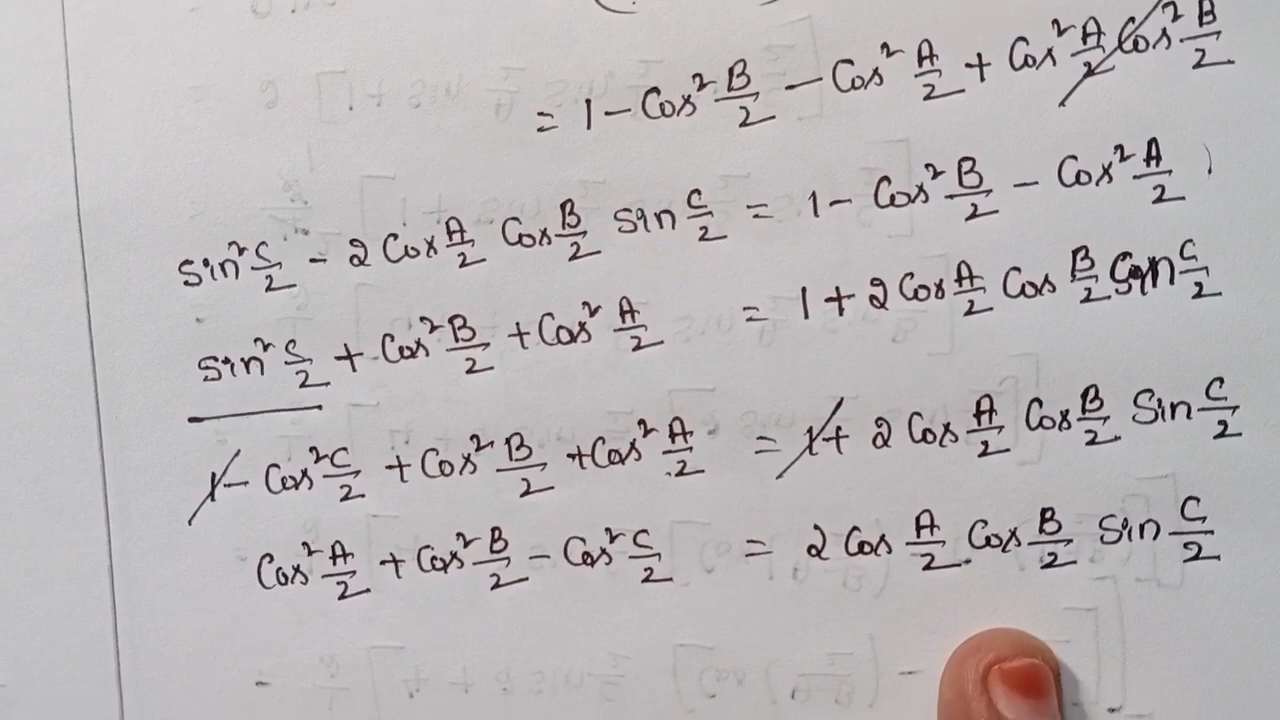 = 1 - Cos² B/2 - Cos² A/2 + Cos² A/2 Cos² B/2
Sin² C/2 - 2 Cos A/2 Cos B/2 Sin C/2 = 1 - Cos² B/2 - Cos² A/2
Sin² C/2 + Cos² B/2 + Cos² A/2 = 1 + 2 Cos A/2 Cos B/2 Sin C/2
1 - Cos² C/2 + Cos² B/2 + Cos² A/2 = 1 + 2 Cos A/2 Cos B/2 Sin C/2
Cos² A/2 + Cos² B/2 - Cos² C/2 = 2 Cos A/2 Cos B/2 Sin C/2